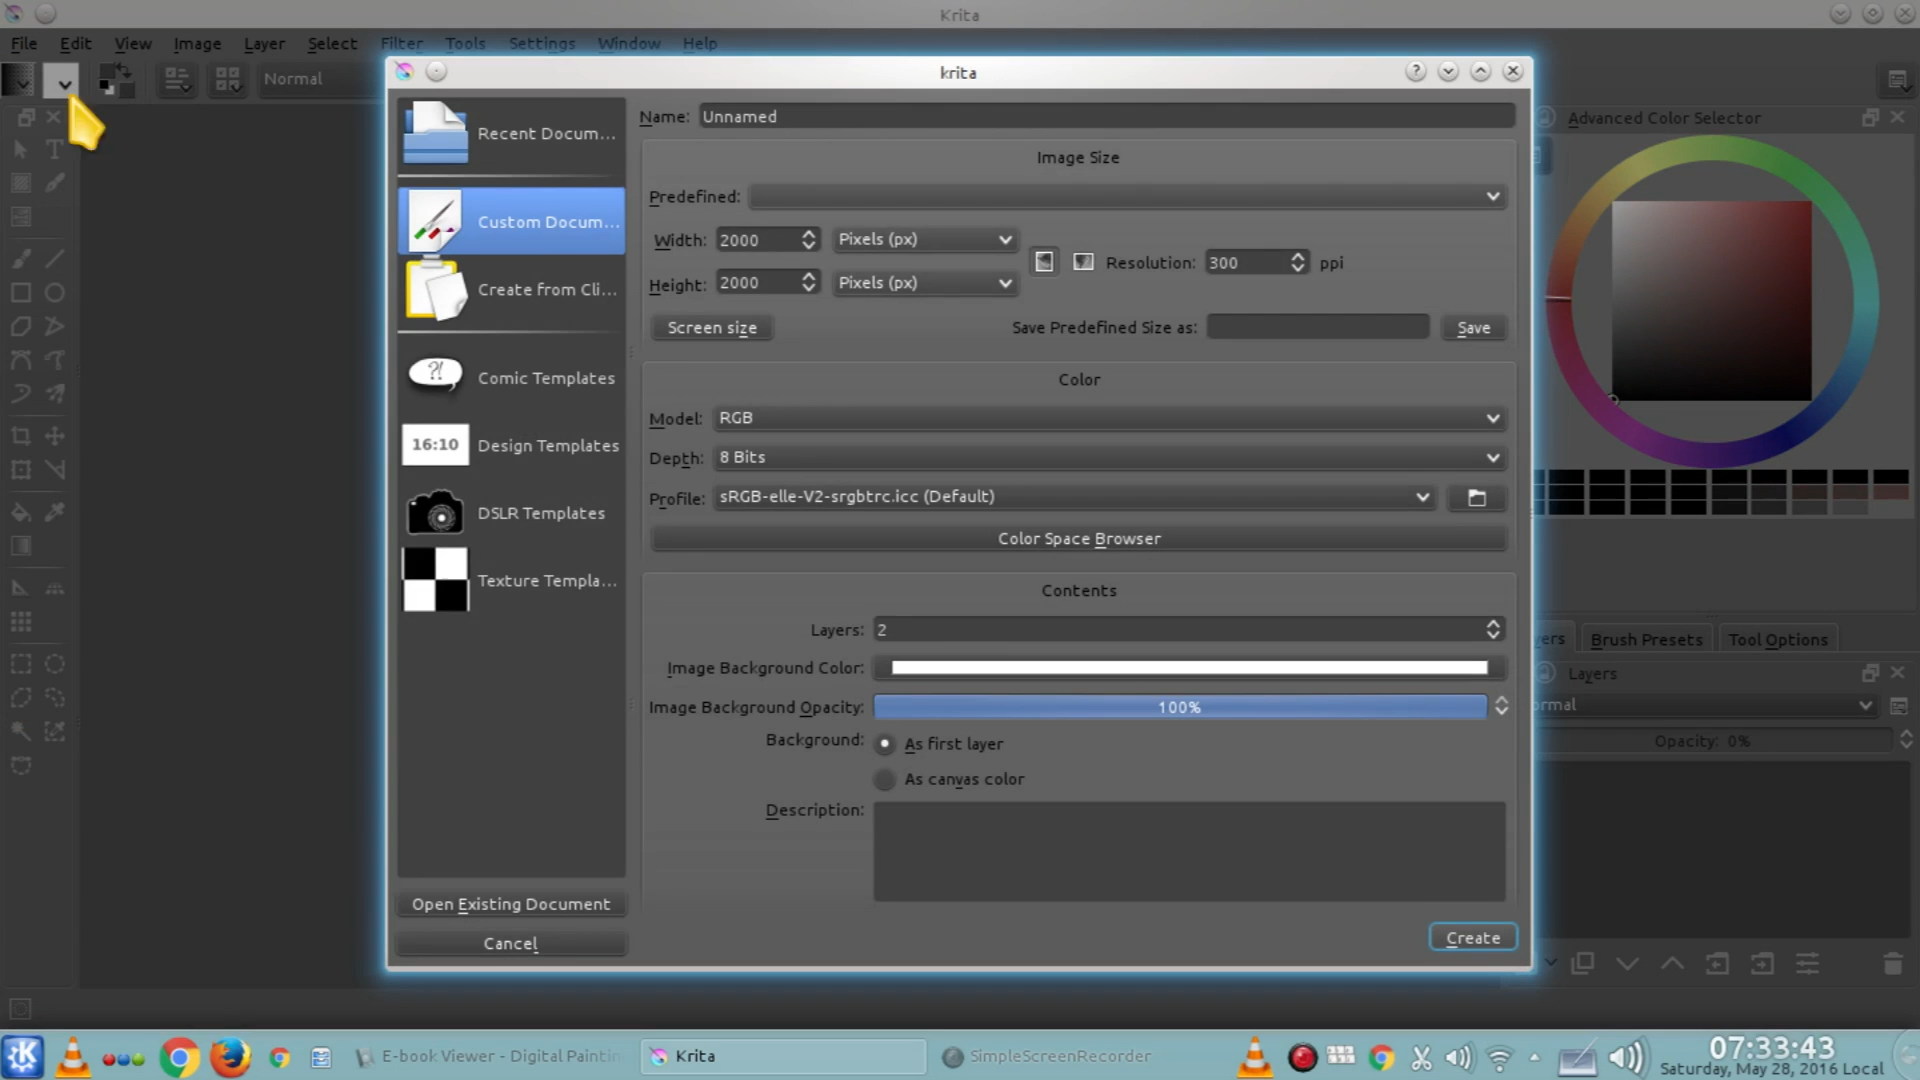 Krita
File Edit View Image Layer Select Filter Tools Settings Window Help
Normal
krita
Recent Docum...
Custom Docum...
Create from Cli...
?!
Comic Templates
16:10
Design Templates
DSLR Templates
Texture Templa...
Open Existing Document
Cancel
Name: Unnamed
Image Size
Predefined:
Width: 2000 Pixels (px)
Resolution: 300 ppi
Height: 2000 Pixels (px)
Screen size Save Predefined Size as: Save
Color
Model: RGB
Depth: 8 Bits
Profile: sRGB-elle-V2-srgbtrc.icc (Default)
Color Space Browser
Contents
Layers: 2
Image Background Color:
Image Background Opacity: 100%
Background: As first layer
As canvas color
Description:
Create
Advanced Color Selector
ers Brush Presets Tool Options
Layers
rmal
Opacity: 0%
E-book Viewer - Digital Paintin
Krita
SimpleScreenRecorder
07:33:43
Saturday, May 28, 2016 Local